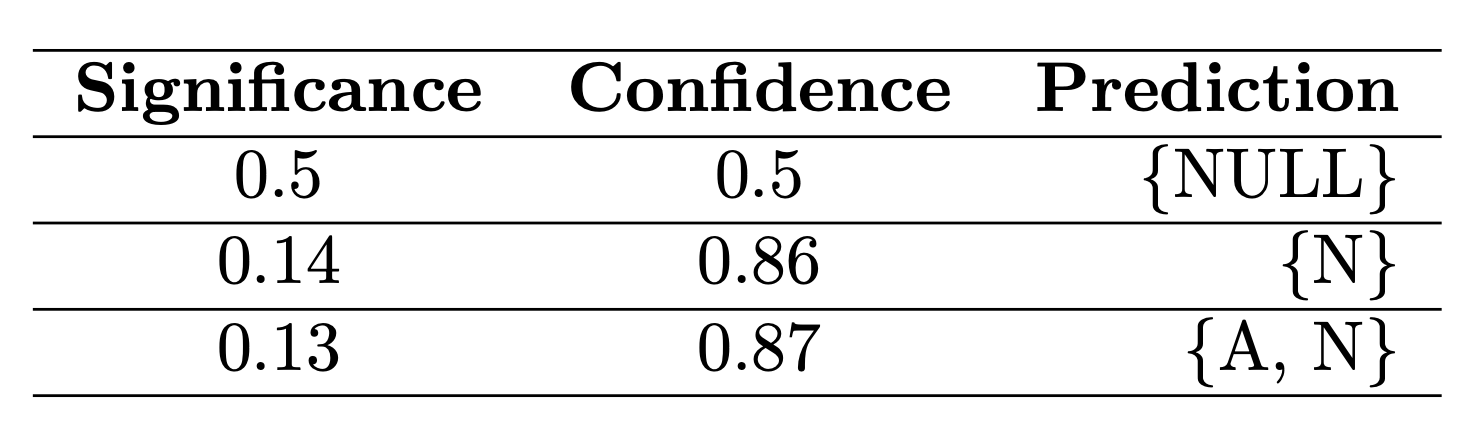 Significance Confidence Prediction
0.5 0.5 {NULL}
0.14 0.86 {N}
0.13 0.87 {A, N}